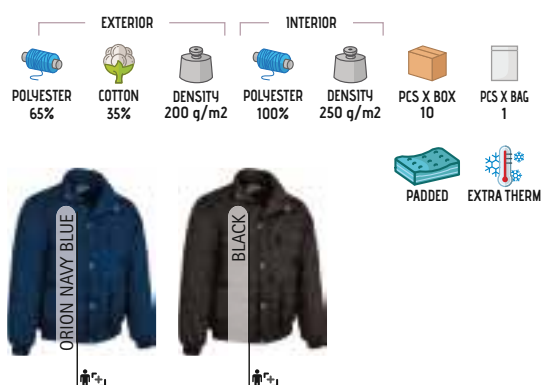 EXTERIOR INTERIOR
POLYESTER COTTON DENSITY POLYESTER DENSITY PCS X BOX PCS X BAG
65% 35% 200 g/m2 100% 250 g/m2 10 1
PADDED EXTRA THERM
ORION NAVY BLUE
BLACK